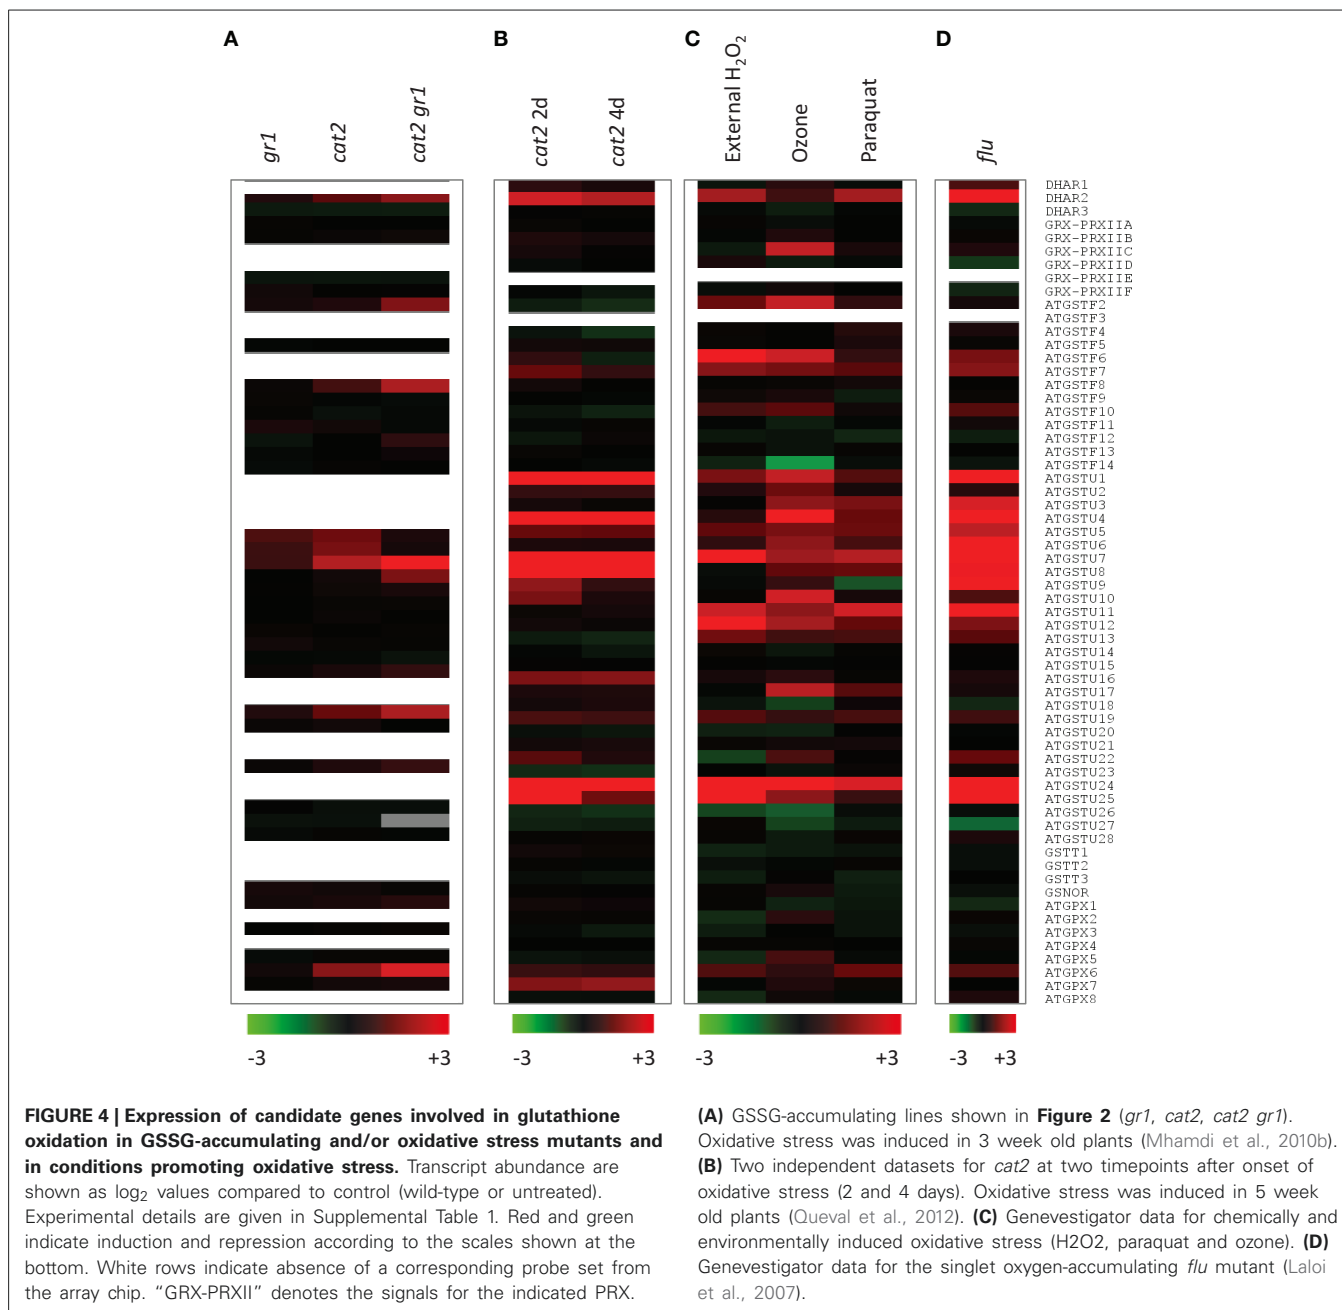 A
B
C
D
gr1
cat2
cat2 gr1
cat2 2d
cat2 4d
External H2O2
Ozone
Paraquat
flu
DHAR1
DHAR2
DHAR3
GRX-PRXIIA
GRX-PRXIIB
GRX-PRXIIC
GRX-PRXIID
GRX-PRXIIE
GRX-PRXIIF
ATGSTF2
ATGSTF3
ATGSTF4
ATGSTF5
ATGSTF6
ATGSTF7
ATGSTF8
ATGSTF9
ATGSTF10
ATGSTF11
ATGSTF12
ATGSTF13
ATGSTF14
ATGSTU1
ATGSTU2
ATGSTU3
ATGSTU4
ATGSTU5
ATGSTU6
ATGSTU7
ATGSTU8
ATGSTU9
ATGSTU10
ATGSTU11
ATGSTU12
ATGSTU13
ATGSTU14
ATGSTU15
ATGSTU16
ATGSTU17
ATGSTU18
ATGSTU19
ATGSTU20
ATGSTU21
ATGSTU22
ATGSTU23
ATGSTU24
ATGSTU25
ATGSTU26
ATGSTU27
ATGSTU28
GSTT1
GSTT2
GSTT3
GSNOR
ATGPX1
ATGPX2
ATGPX3
ATGPX4
ATGPX5
ATGPX6
ATGPX7
ATGPX8
-3 +3
-3 +3
-3 +3
-3 +3
FIGURE 4 | Expression of candidate genes involved in glutathione
oxidation in GSSG-accumulating and/or oxidative stress mutants and
in conditions promoting oxidative stress. Transcript abundance are
shown as log2 values compared to control (wild-type or untreated).
Experimental details are given in Supplemental Table 1. Red and green
indicate induction and repression according to the scales shown at the
bottom. White rows indicate absence of a corresponding probe set from
the array chip. “GRX-PRXII” denotes the signals for the indicated PRX.
(A) GSSG-accumulating lines shown in Figure 2 (gr1, cat2, cat2 gr1).
Oxidative stress was induced in 3 week old plants (Mhamdi et al., 2010b).
(B) Two independent datasets for cat2 at two timepoints after onset of
oxidative stress (2 and 4 days). Oxidative stress was induced in 5 week
old plants (Queval et al., 2012). (C) Genevestigator data for chemically and
environmentally induced oxidative stress (H2O2, paraquat and ozone). (D)
Genevestigator data for the singlet oxygen-accumulating flu mutant (Laloi
et al., 2007).